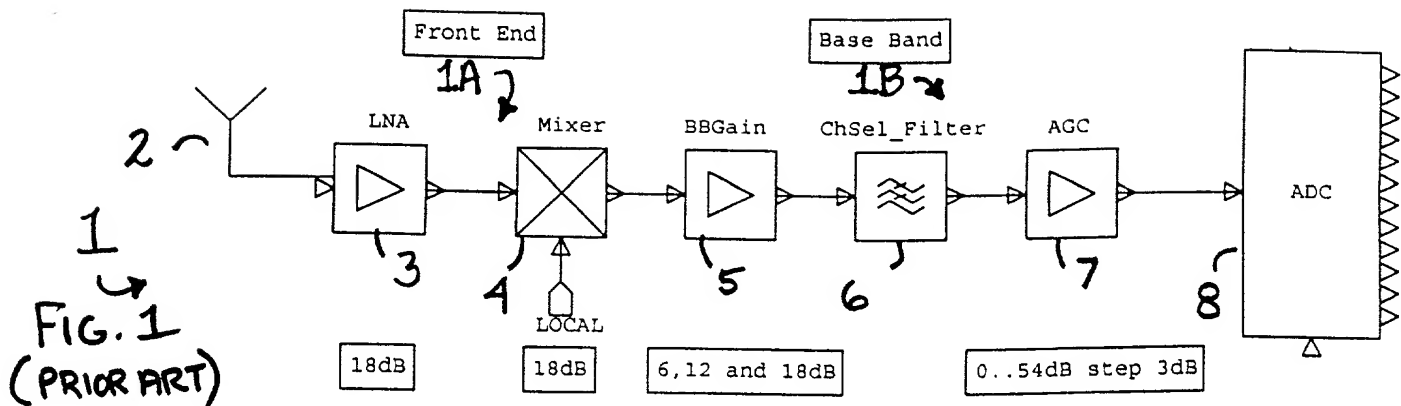 Front End
Base Band
1A
1B
LNA
Mixer
BBGain
ChSel_Filter
AGC
2
ADC
1
3
4
5
6
7
8
LOCAL
FIG. 1
(PRIOR ART)
18dB
18dB
6,12 and 18dB
0..54dB step 3dB